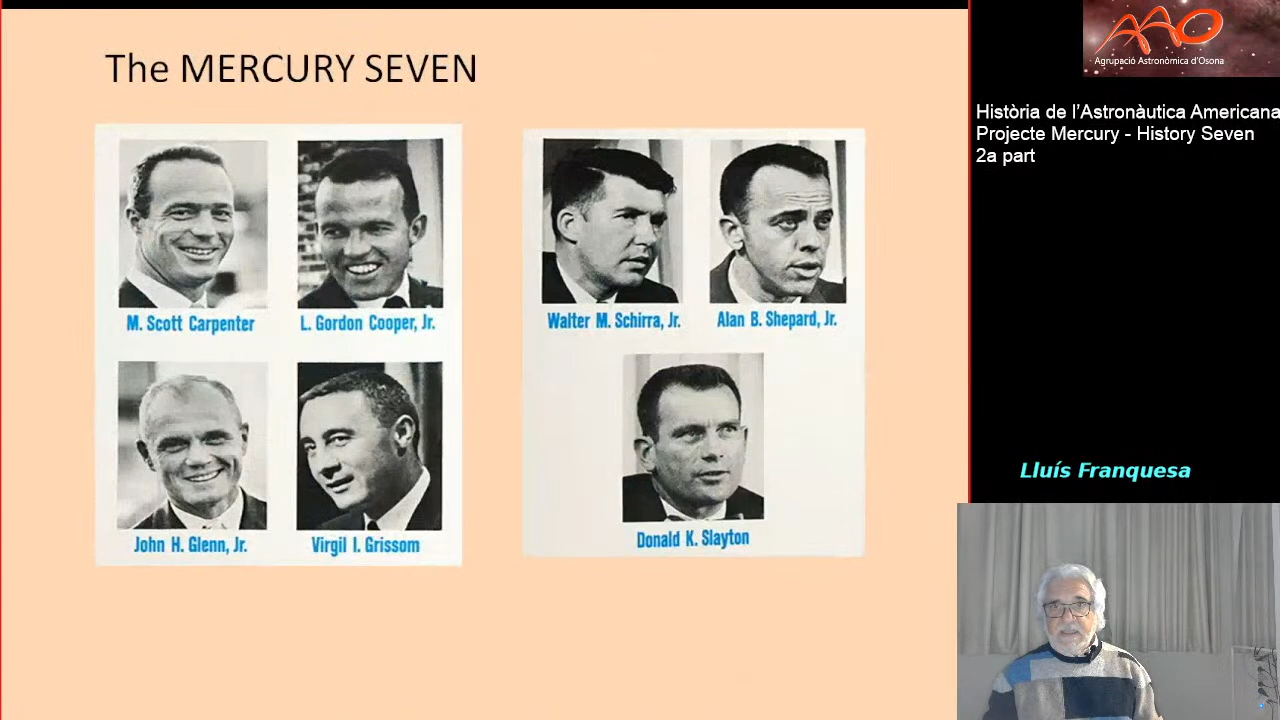 The MERCURY SEVEN
M. Scott Carpenter
L. Gordon Cooper, Jr.
John H. Glenn, Jr.
Virgil I. Grissom
Walter M. Schirra, Jr.
Alan B. Shepard, Jr.
Donald K. Slayton
AAO
Agrupació Astronòmica d'Osona
Història de l'Astronàutica Americana
Projecte Mercury - History Seven
2a part
Lluís Franquesa